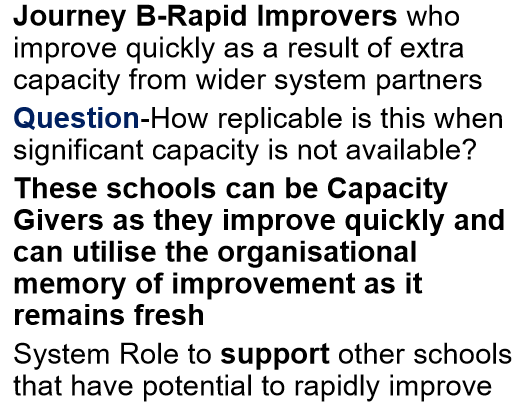 Journey B-Rapid Improvers who
improve quickly as a result of extra
capacity from wider system partners
Question-How replicable is this when
significant capacity is not available?
These schools can be Capacity
Givers as they improve quickly and
can utilise the organisational
memory of improvement as it
remains fresh
System Role to support other schools
that have potential to rapidly improve